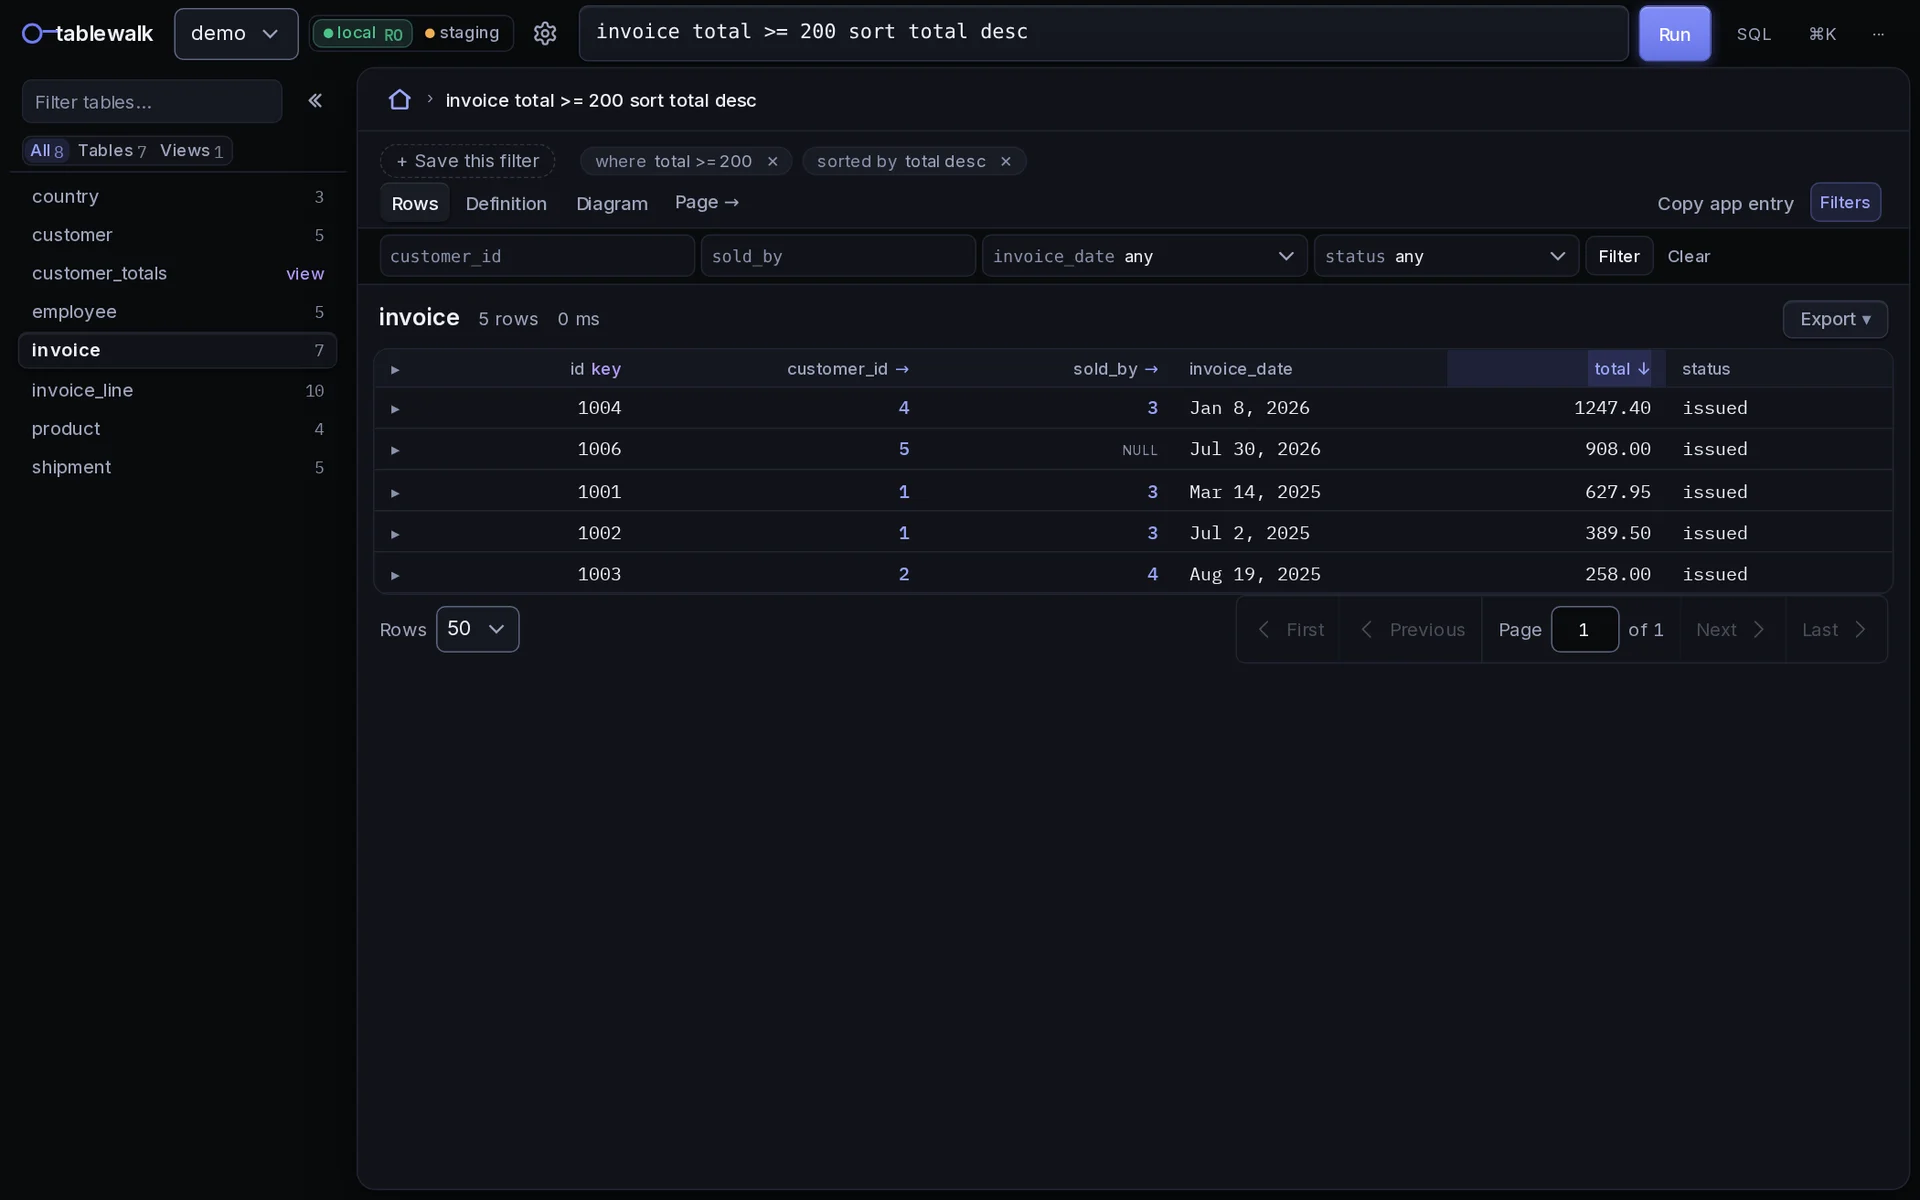 tablewalk demo local RO staging invoice total >= 200 sort total desc Run SQL ⌘K ...
Filter tables...
All 8 Tables 7 Views 1
country 3
customer 5
customer_totals view
employee 5
invoice 7
invoice_line 10
product 4
shipment 5
invoice total >= 200 sort total desc
+ Save this filter where total >= 200 × sorted by total desc ×
Rows Definition Diagram Page → Copy app entry Filters
customer_id sold_by invoice_date any status any Filter Clear
invoice 5 rows 0 ms Export ▾
▸ id key customer_id → sold_by → invoice_date total ↓ status
▸ 1004 4 3 Jan 8, 2026 1247.40 issued
▸ 1006 5 NULL Jul 30, 2026 908.00 issued
▸ 1001 1 3 Mar 14, 2025 627.95 issued
▸ 1002 1 3 Jul 2, 2025 389.50 issued
▸ 1003 2 4 Aug 19, 2025 258.00 issued
Rows 50 First Previous Page 1 of 1 Next Last